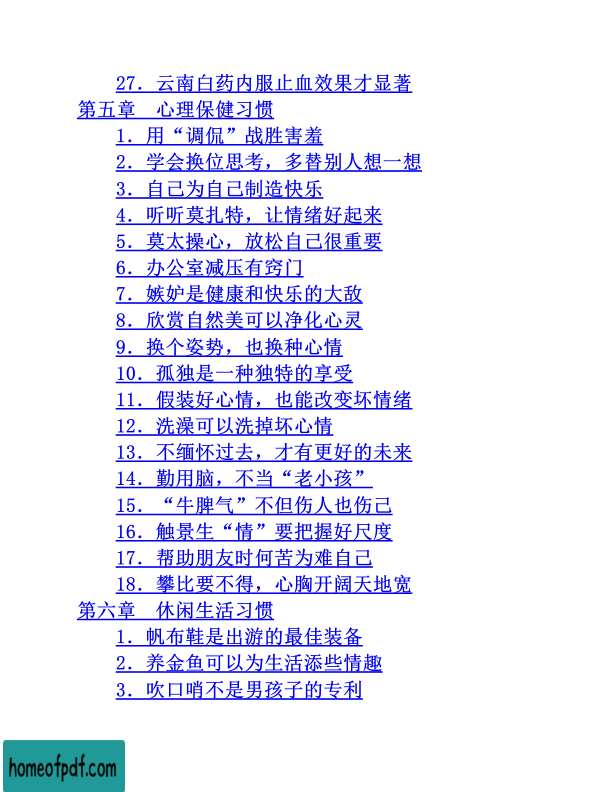 27．云南白药内服止血效果才显著
第五章　心理保健习惯
1．用“调侃”战胜害羞
2．学会换位思考，多替别人想一想
3．自己为自己制造快乐
4．听听莫扎特，让情绪好起来
5．莫太操心，放松自己很重要
6．办公室减压有窍门
7．嫉妒是健康和快乐的大敌
8．欣赏自然美可以净化心灵
9．换个姿势，也换种心情
10．孤独是一种独特的享受
11．假装好心情，也能改变坏情绪
12．洗澡可以洗掉坏心情
13．不缅怀过去，才有更好的未来
14．勤用脑，不当“老小孩”
15．“牛脾气”不但伤人也伤己
16．触景生“情”要把握好尺度
17．帮助朋友时何苦为难自己
18．攀比要不得，心胸开阔天地宽
第六章　休闲生活习惯
1．帆布鞋是出游的最佳装备
2．养金鱼可以为生活添些情趣
3．吹口哨不是男孩子的专利
homeofpdf.com